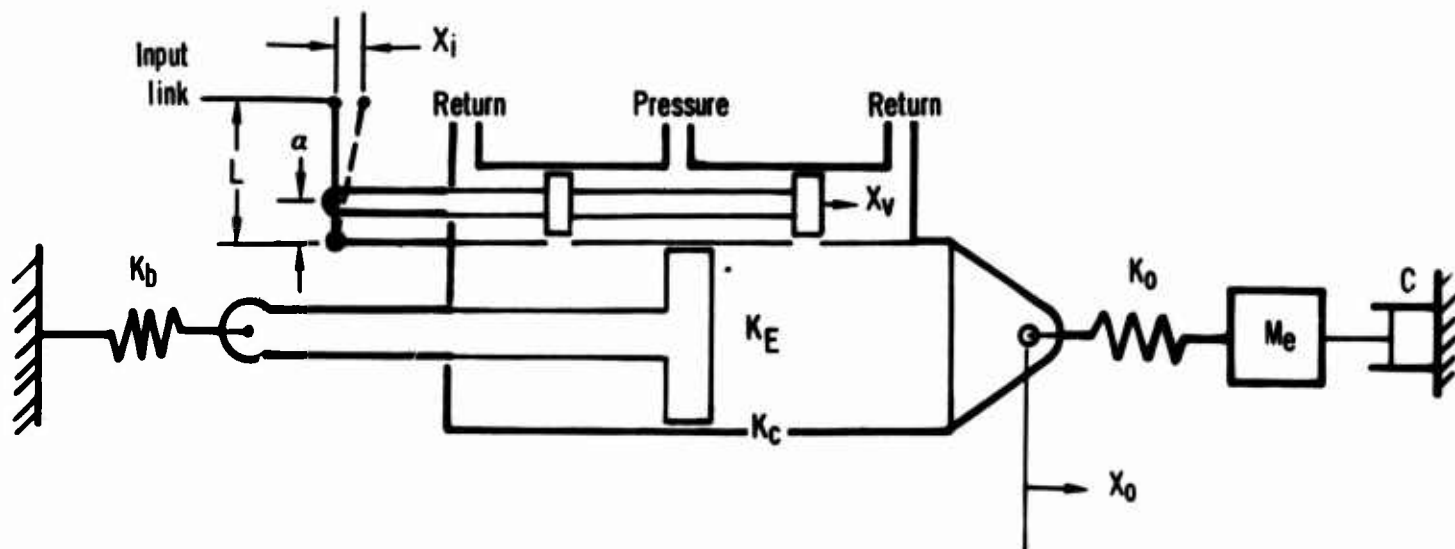 Xi
Input
link
Return
Pressure
Return
a
L
Xv
Kb
Ko
C
KE
Me
Kc
Xo